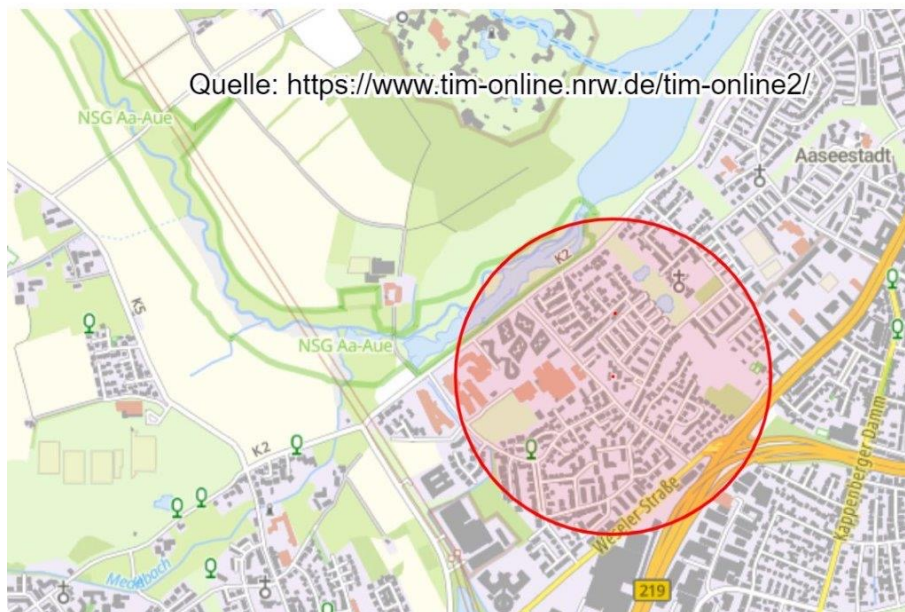 Quelle: https://www.tim-online.nrw.de/tim-online2/
NSG Aa-Aue
Aaseestadt
K2
K5
NSG Aa-Aue
K2
Kappenberger Damm
Weseler Straße
Meckbach
219